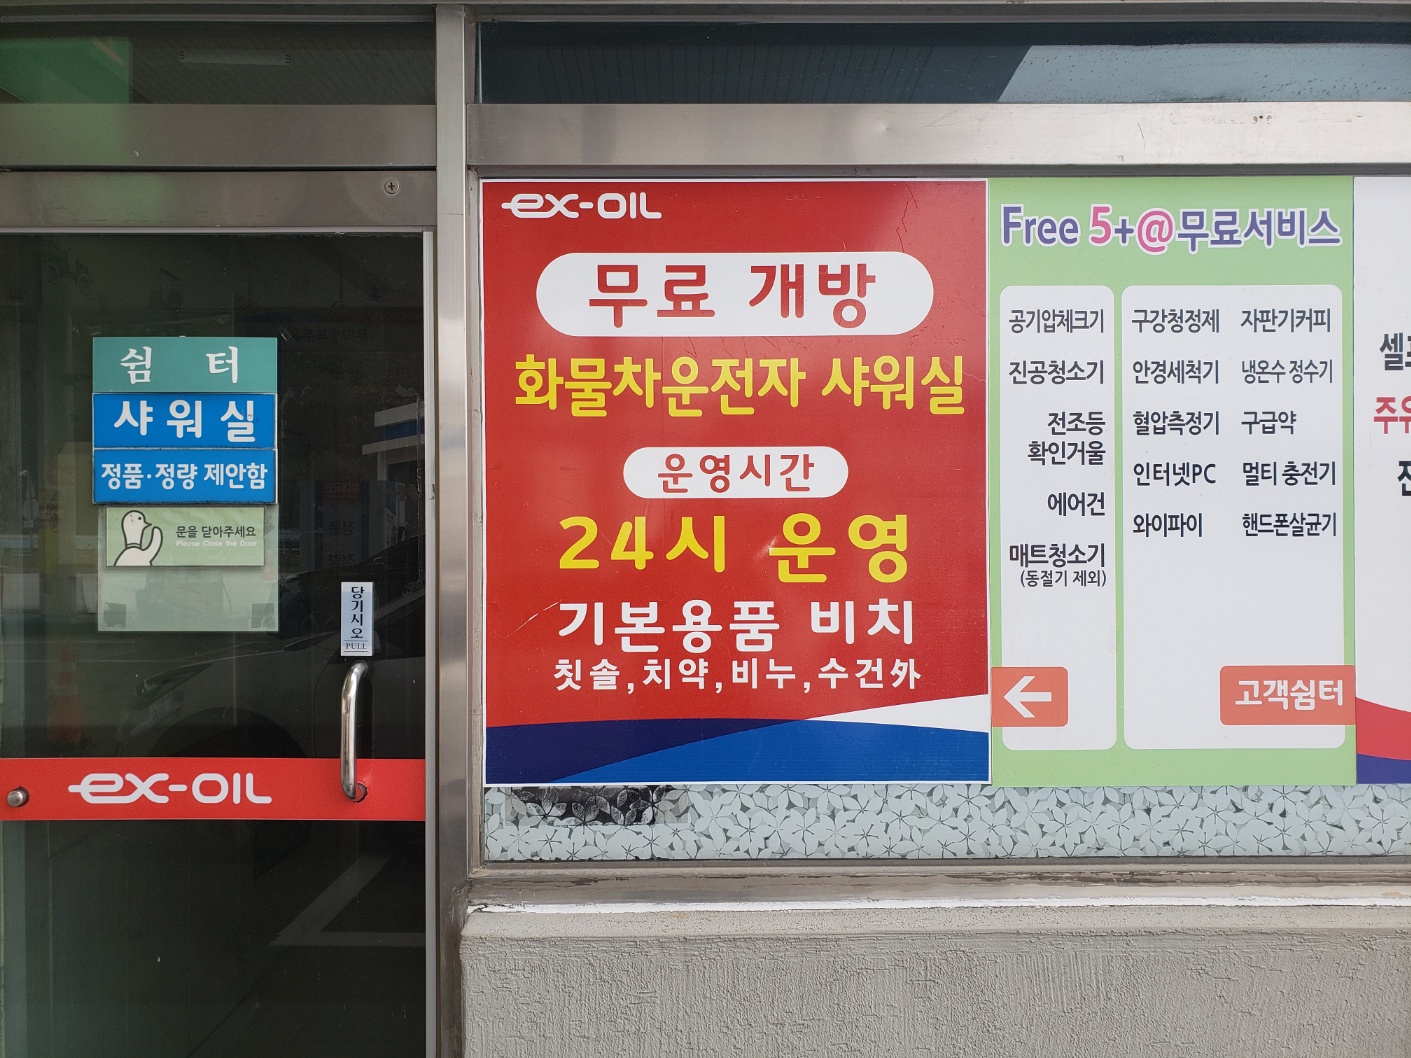 쉼 터
샤워실
정품·정량 제안함
문을 닫아주세요
Please Close the Door
당기시오
PULL
ex-OIL
ex-OIL
무료 개방
화물차운전자 샤워실
운영시간
24시 운영
기본용품 비치
칫솔,치약,비누,수건外
Free 5+@무료서비스
공기압체크기
진공청소기
전조등
확인거울
에어건
매트청소기
(동절기 제외)
구강청정제 자판기커피
안경세척기 냉온수 정수기
혈압측정기 구급약
인터넷PC 멀티 충전기
와이파이 핸드폰살균기
고객쉼터